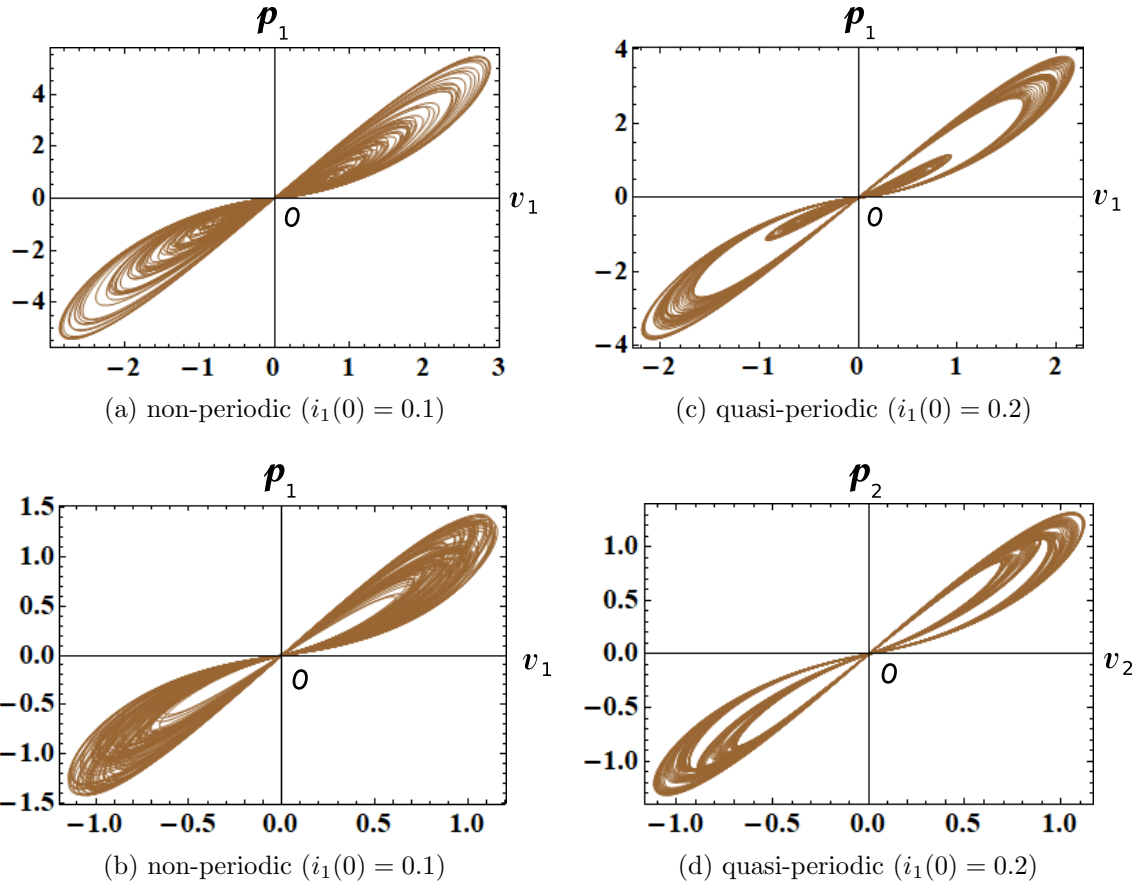 p1
4
2
0
−2
−4
−2
−1
0
1
2
3
O
v1
(a) non-periodic (i1(0) = 0.1)
p1
4
2
0
−2
−4
−2
−1
0
1
2
O
v1
(c) quasi-periodic (i1(0) = 0.2)
p1
1.5
1.0
0.5
0.0
−0.5
−1.0
−1.5
−1.0
−0.5
0.0
0.5
1.0
O
v1
(b) non-periodic (i1(0) = 0.1)
p2
1.0
0.5
0.0
−0.5
−1.0
−1.0
−0.5
0.0
0.5
1.0
O
v2
(d) quasi-periodic (i1(0) = 0.2)